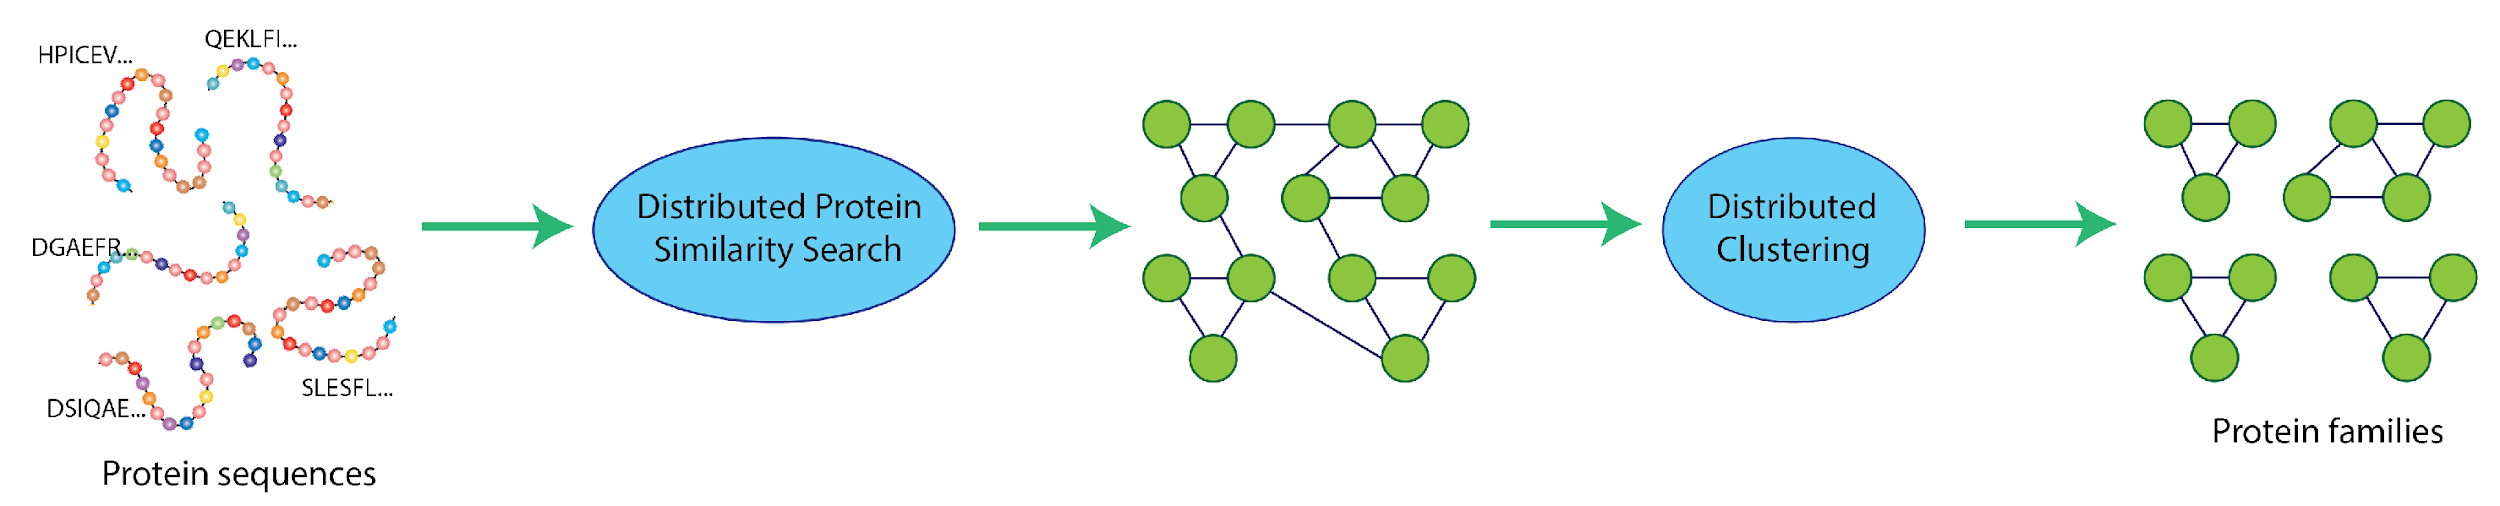 HPICEV...
QEKLFI...
DGAEFR...
DSIQAE...
SLESFL...
Protein sequences
Distributed Protein
Similarity Search
Distributed
Clustering
Protein families